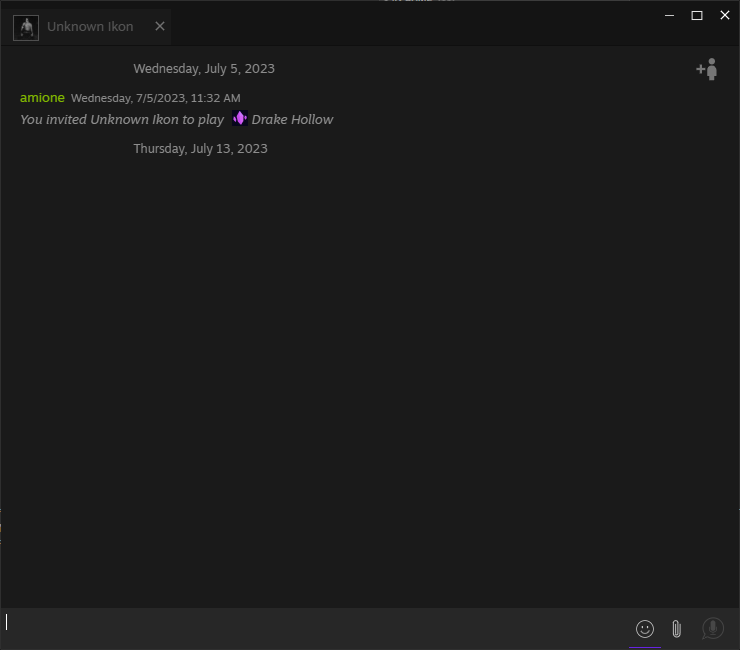 Unknown Ikon
Wednesday, July 5, 2023
amione Wednesday, 7/5/2023, 11:32 AM
You invited Unknown Ikon to play Drake Hollow
Thursday, July 13, 2023